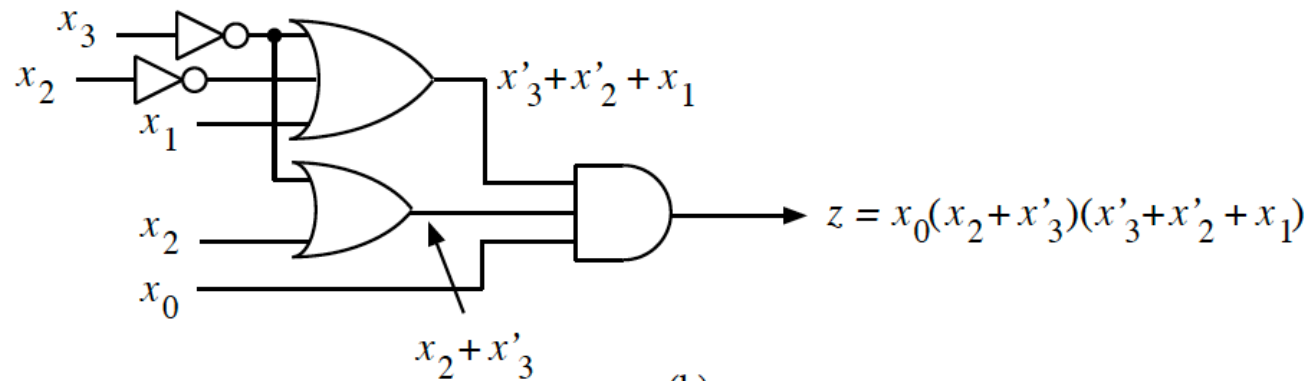 x3
x2
x'3+x'2 + x1
x1
z = x0(x2+x'3)(x'3+x'2 + x1)
x2
x0
x2+x'3